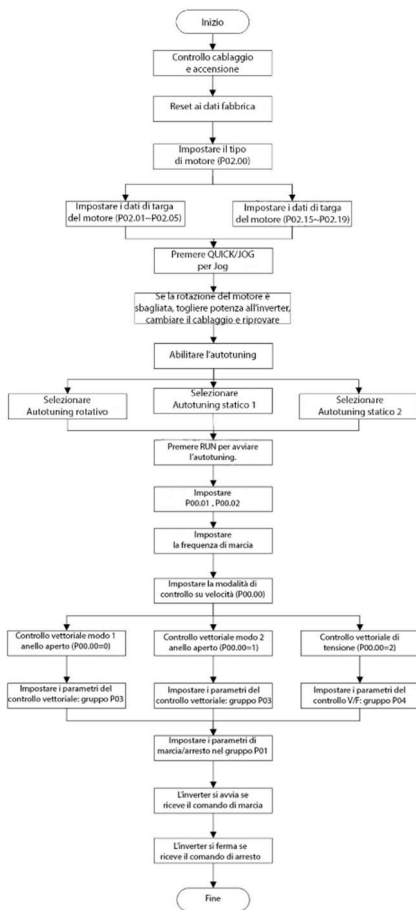 Inizio
Controllo cablaggio
e accensione
Reset ai dati fabbrica
Impostare il tipo
di motore (P02.00)
Impostare i dati di targa
del motore (P02.01~P02.05)
Impostare i dati di targa
del motore (P02.15~P02.19)
Premere QUICK/JOG
per Jog
Se la rotazione del motore è
sbagliata, togliere potenza all'inverter,
cambiare il cablaggio e riprovare
Abilitare l'autotuning
Selezionare
Autotuning rotativo
Selezionare
Autotuning statico 1
Selezionare
Autotuning statico 2
Premere RUN per avviare
l'autotuning.
Impostare
P00.01 , P00.02
Impostare
la frequenza di marcia
Impostare la modalità di
controllo su velocità (P00.00)
Controllo vettoriale modo 1
anello aperto (P00.00=0)
Controllo vettoriale modo 2
anello aperto (P00.00=1)
Controllo vettoriale di
tensione (P00.00=2)
Impostare i parametri del
controllo vettoriale: gruppo P03
Impostare i parametri del
controllo vettoriale: gruppo P03
Impostare i parametri del
controllo V/F: gruppo P04
Impostare i parametri di
marcia/arresto nel gruppo P01
L'inverter si avvia se
riceve il comando di marcia
L'inverter si ferma se
riceve il comando di arresto
Fine